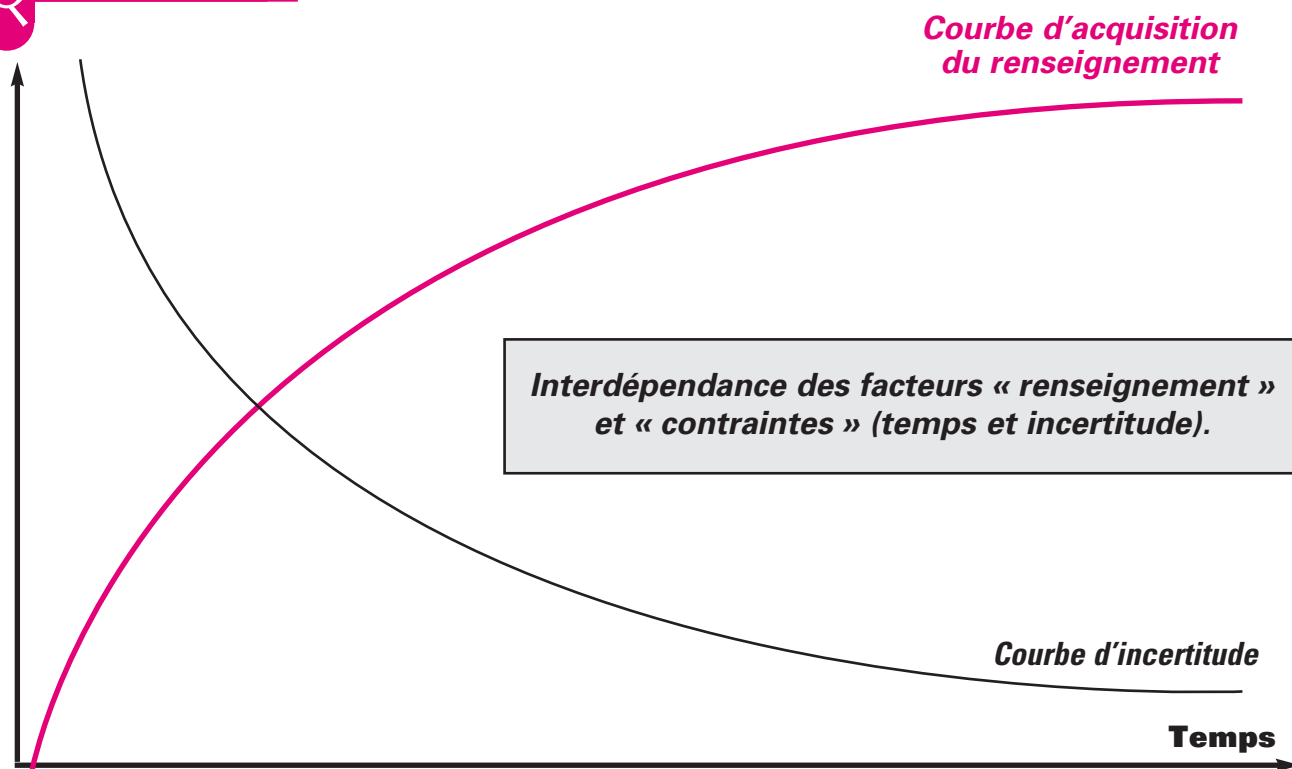 Courbe d’acquisition
du renseignement
Interdépendance des facteurs « renseignement »
et « contraintes » (temps et incertitude).
Courbe d’incertitude
Temps